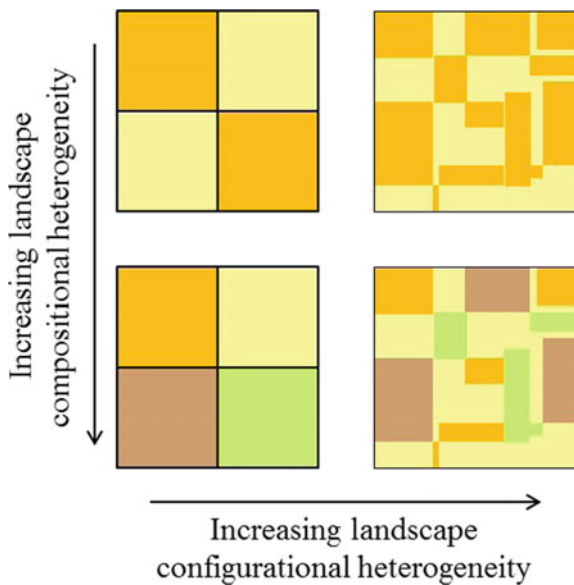 Increasing landscape
compositional heterogeneity
Increasing landscape
configurational heterogeneity